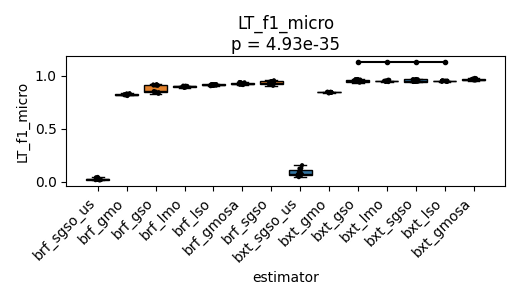 LT_f1_micro
p = 4.93e-35
LT_f1_micro
1.0
0.5
0.0
brf_sgso_us
brf_gmo
brf_gso
brf_lmo
brf_lso
brf_gmosa
brf_sgso
bxt_sgso_us
bxt_gmo
bxt_gso
bxt_lmo
bxt_sgso
bxt_lso
bxt_gmosa
estimator